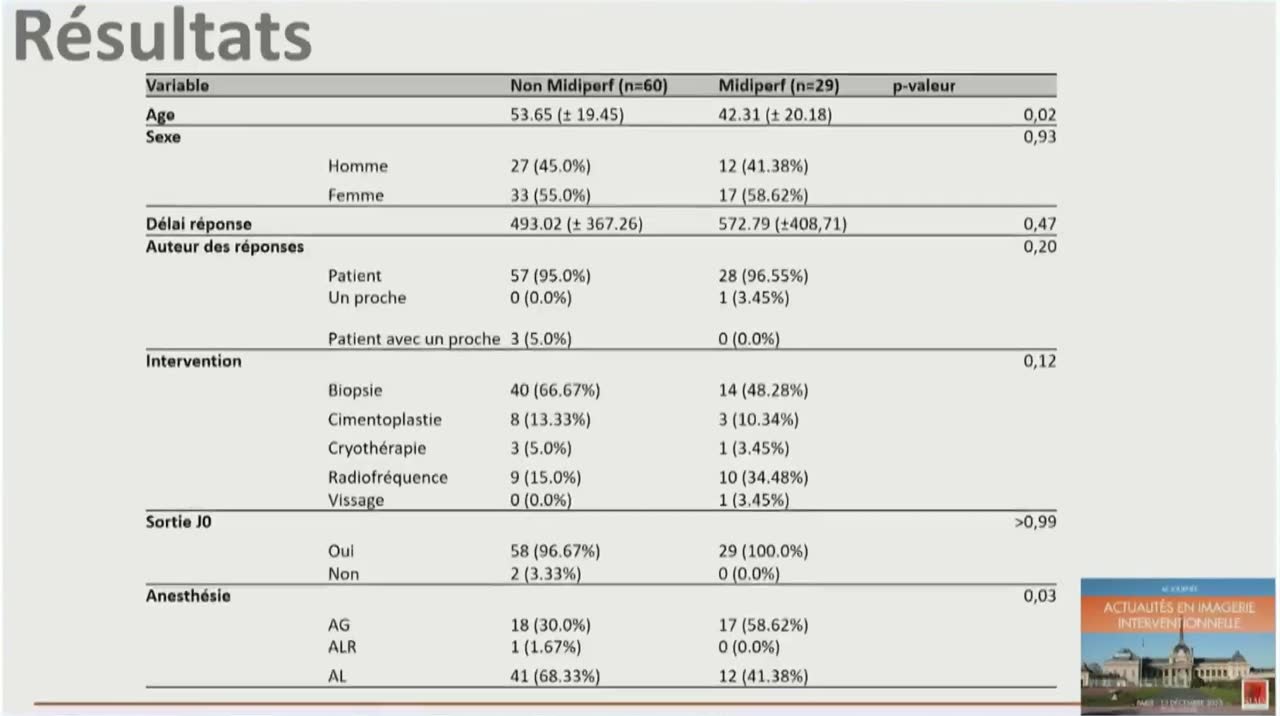 Résultats
Variable Non Midiperf (n=60) Midiperf (n=29) p-valeur
Age 53.65 (± 19.45) 42.31 (± 20.18) 0,02
Sexe 0,93
Homme 27 (45.0%) 12 (41.38%)
Femme 33 (55.0%) 17 (58.62%)
Délai réponse 493.02 (± 367.26) 572.79 (±408,71) 0,47
Auteur des réponses 0,20
Patient 57 (95.0%) 28 (96.55%)
Un proche 0 (0.0%) 1 (3.45%)
Patient avec un proche 3 (5.0%) 0 (0.0%)
Intervention 0,12
Biopsie 40 (66.67%) 14 (48.28%)
Cimentoplastie 8 (13.33%) 3 (10.34%)
Cryothérapie 3 (5.0%) 1 (3.45%)
Radiofréquence 9 (15.0%) 10 (34.48%)
Vissage 0 (0.0%) 1 (3.45%)
Sortie J0 >0,99
Oui 58 (96.67%) 29 (100.0%)
Non 2 (3.33%) 0 (0.0%)
Anesthésie 0,03
AG 18 (30.0%) 17 (58.62%)
ALR 1 (1.67%) 0 (0.0%)
AL 41 (68.33%) 12 (41.38%)
JOURNÉE
ACTUALITÉS EN IMAGERIE
INTERVENTIONNELLE
PARIS 13 DÉCEMBRE